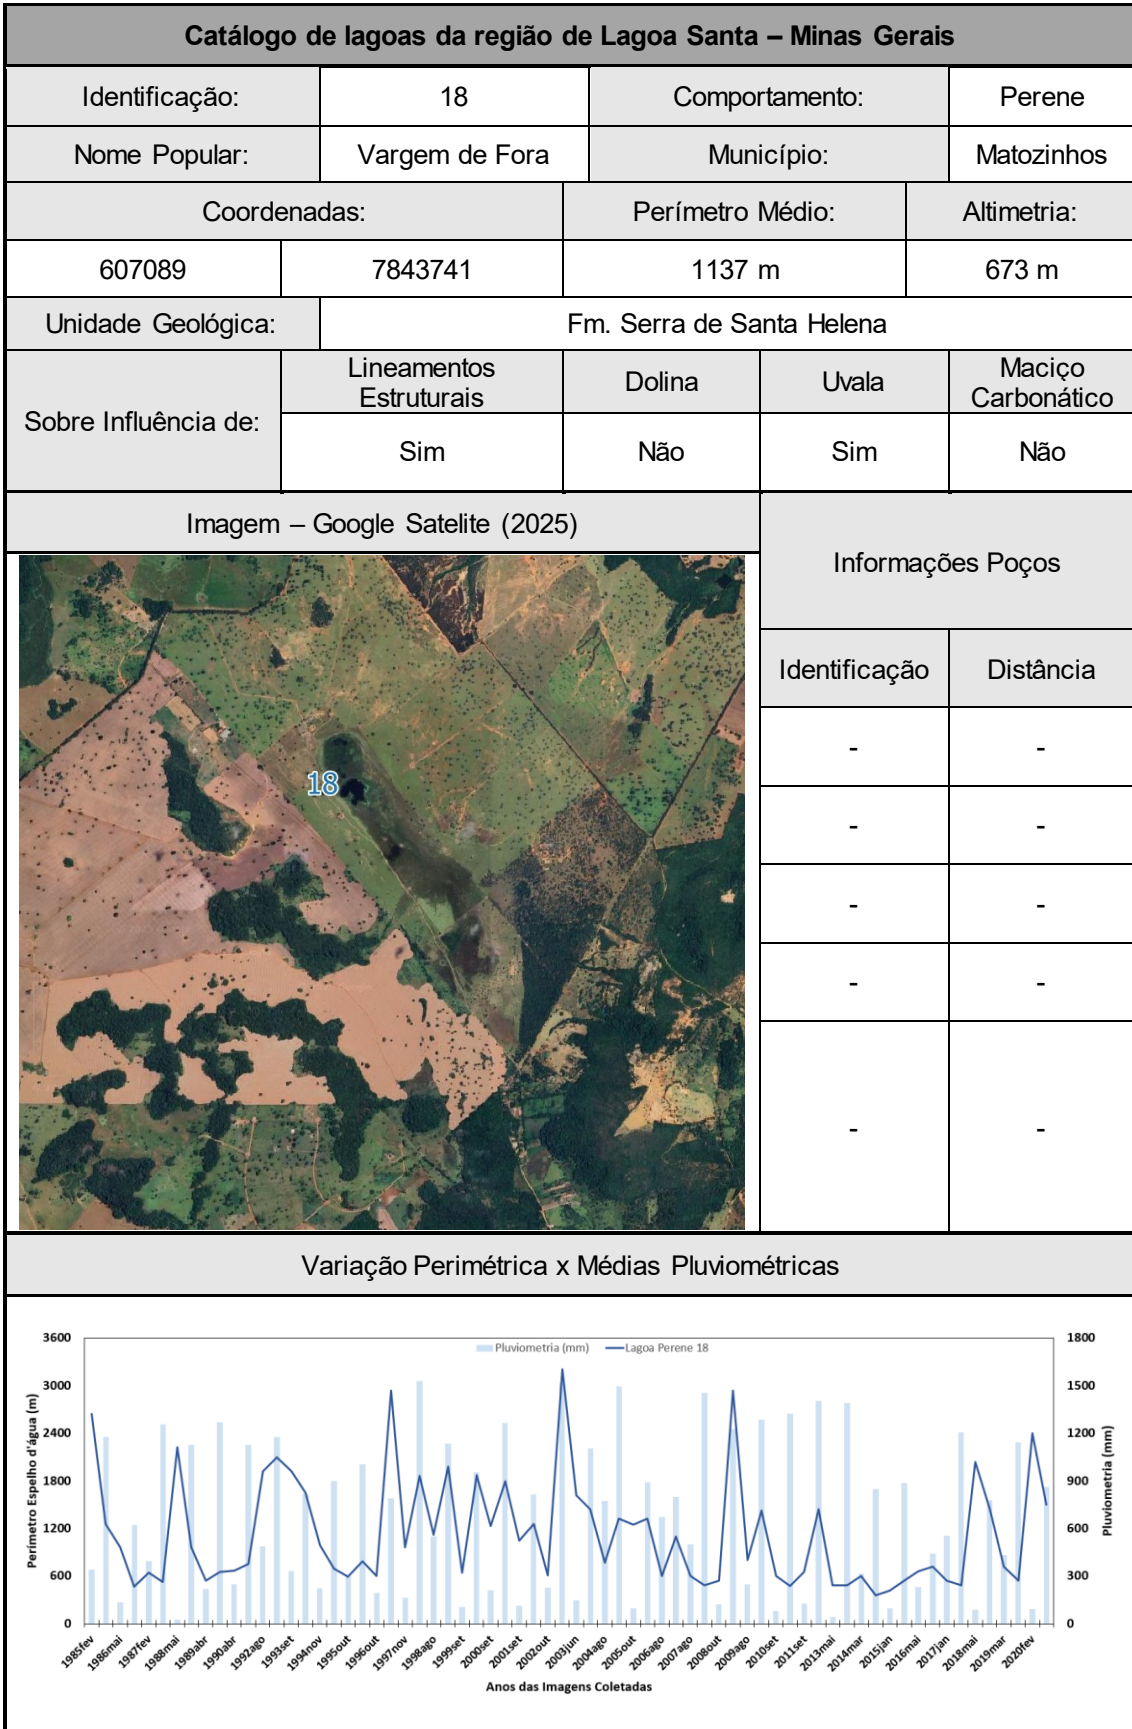 Catálogo de lagoas da região de Lagoa Santa – Minas Gerais
Identificação: 18 Comportamento: Perene
Nome Popular: Vargem de Fora Município: Matozinhos
Coordenadas: Perímetro Médio: Altimetria:
607089 7843741 1137 m 673 m
Unidade Geológica: Fm. Serra de Santa Helena
Sobre Influência de:
Lineamentos Estruturais Dolina Uvala Maciço Carbonático
Sim Não Sim Não
Imagem – Google Satelite (2025)
Informações Poços
Identificação Distância
- -
- -
- -
- -
- -
18
Variação Perimétrica x Médias Pluviométricas
Pluviometria (mm) Lagoa Perene 18
Perímetro Espelho d'água (m)
3600
3000
2400
1800
1200
600
0
1800
1500
1200
900
600
300
0
Pluviometria (mm)
1985fev 1986mai 1987fev 1988mai 1989abr 1990abr 1992ago 1993set 1994nov 1995out 1996out 1997nov 1998ago 1999set 2000set 2001set 2002out 2003jun 2004ago 2005out 2006ago 2007ago 2008out 2009ago 2010set 2011set 2013mai 2014mar 2015jan 2016mai 2017jan 2018mai 2019mar 2020fev
Anos das Imagens Coletadas